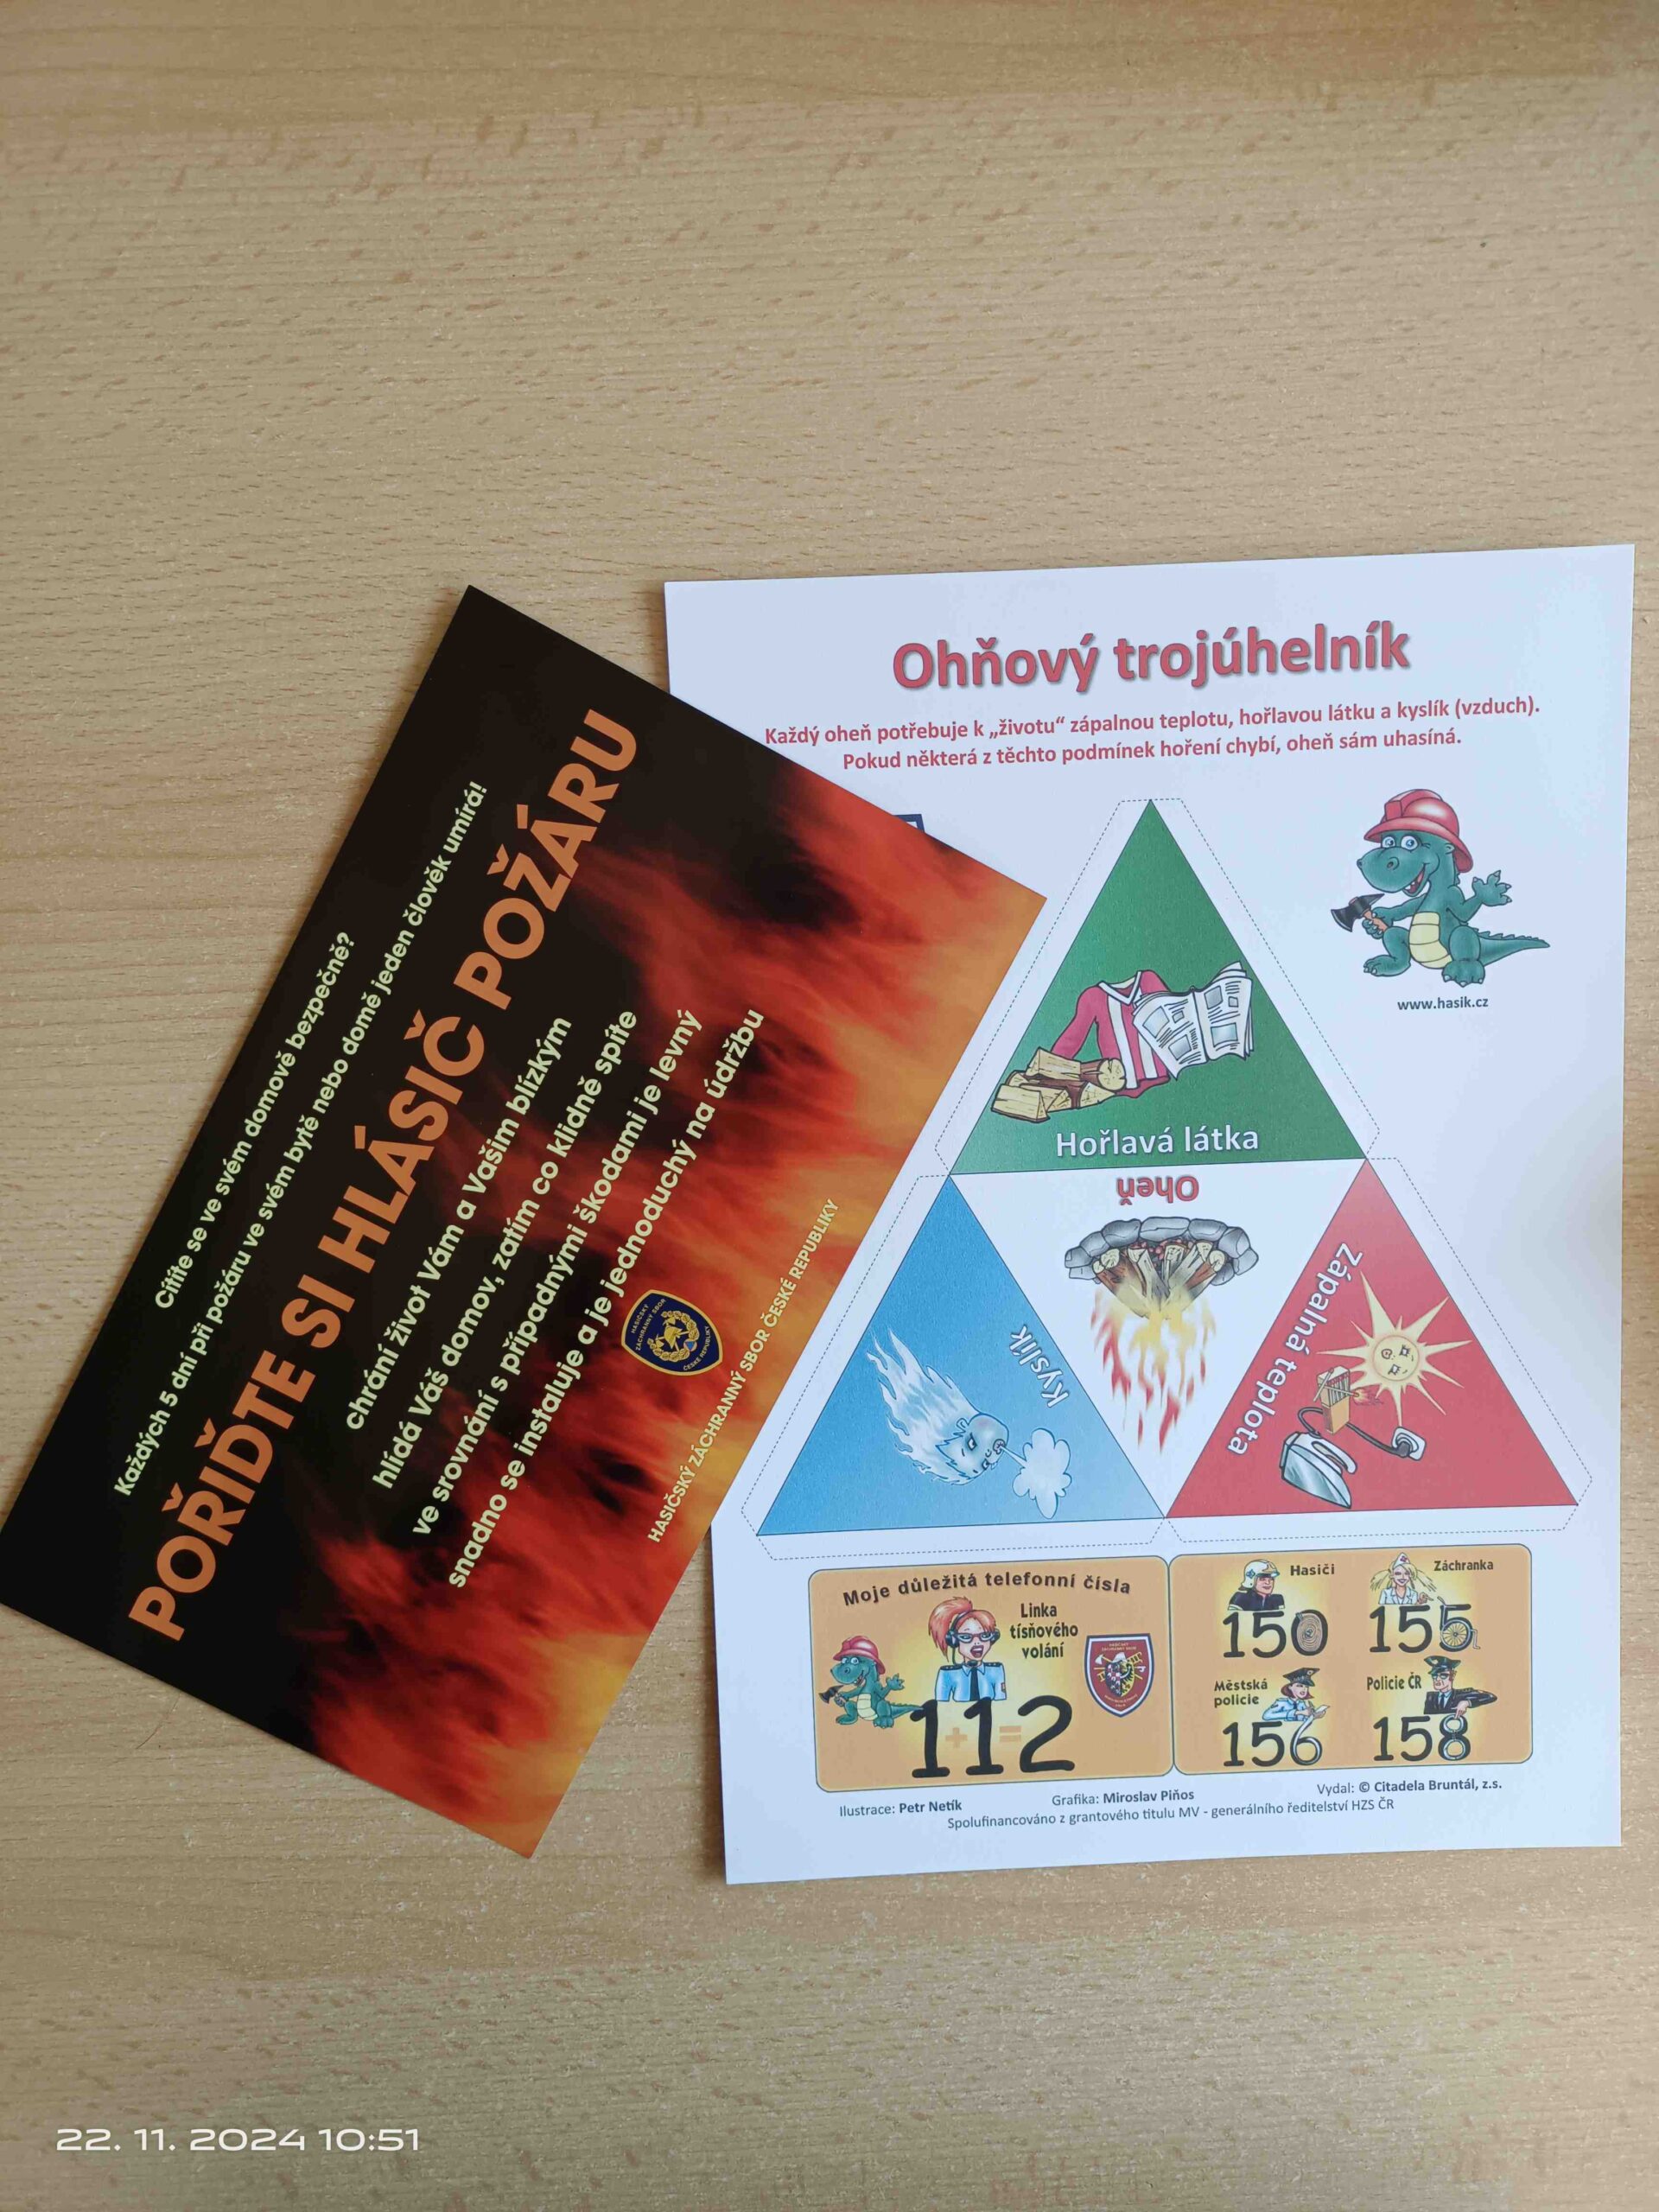 Cítíte se ve svém domově bezpečně?
Každých 5 dní při požáru ve svém bytě nebo domě jeden člověk umírá!
POŘIĎTE SI HLÁSIČ POŽÁRU
chrání život Vám a Vašim blízkým
hlídá Váš domov, zatím co klidně spíte
ve srovnání s případnými škodami je levný
snadno se instaluje a je jednoduchý na údržbu
HASIČSKÝ
ZÁCHRANNÝ SBOR
ČESKÉ REPUBLIKY
HASIČSKÝ ZÁCHRANNÝ SBOR ČESKÉ REPUBLIKY
Ohňový trojúhelník
Každý oheň potřebuje k „životu“ zápalnou teplotu, hořlavou látku a kyslík (vzduch).
Pokud některá z těchto podmínek hoření chybí, oheň sám uhasíná.
www.hasik.cz
Hořlavá látka
Oheň
Kyslík
Zápalná teplota
Moje důležitá telefonní čísla
Linka
tísňového
volání
112
Hasiči
150
Záchranka
155
Městská
policie
156
Policie ČR
158
Ilustrace: Petr Netík
Grafika: Miroslav Piňos
Vydal: © Citadela Bruntál, z.s.
Spolufinancováno z grantového titulu MV - generálního ředitelství HZS ČR
22. 11. 2024 10:51